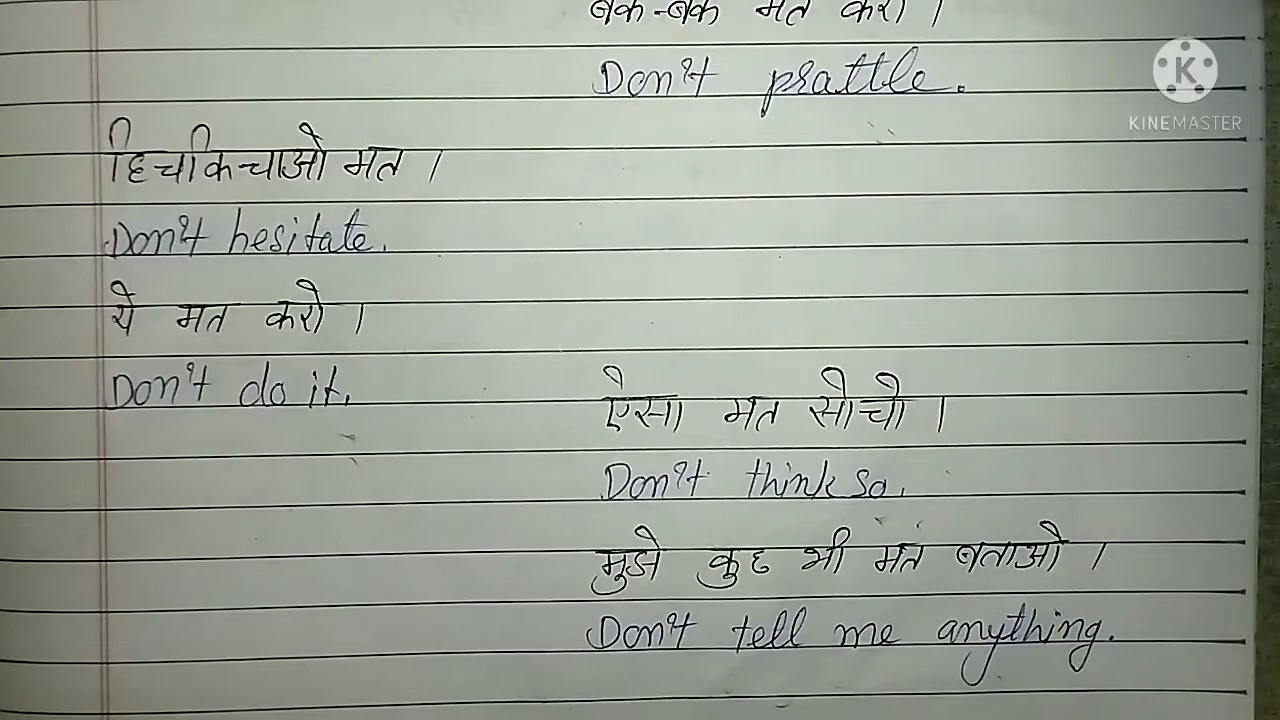 बक-बक मत करो।
Don't prattle.
K
KINEMASTER
हिचकिचाओ मत।
Don't hesitate.
ये मत करो।
Don't do it.
ऐसा मत सोचो।
Don't think so.
मुझे कुछ भी मत बताओ।
Don't tell me anything.